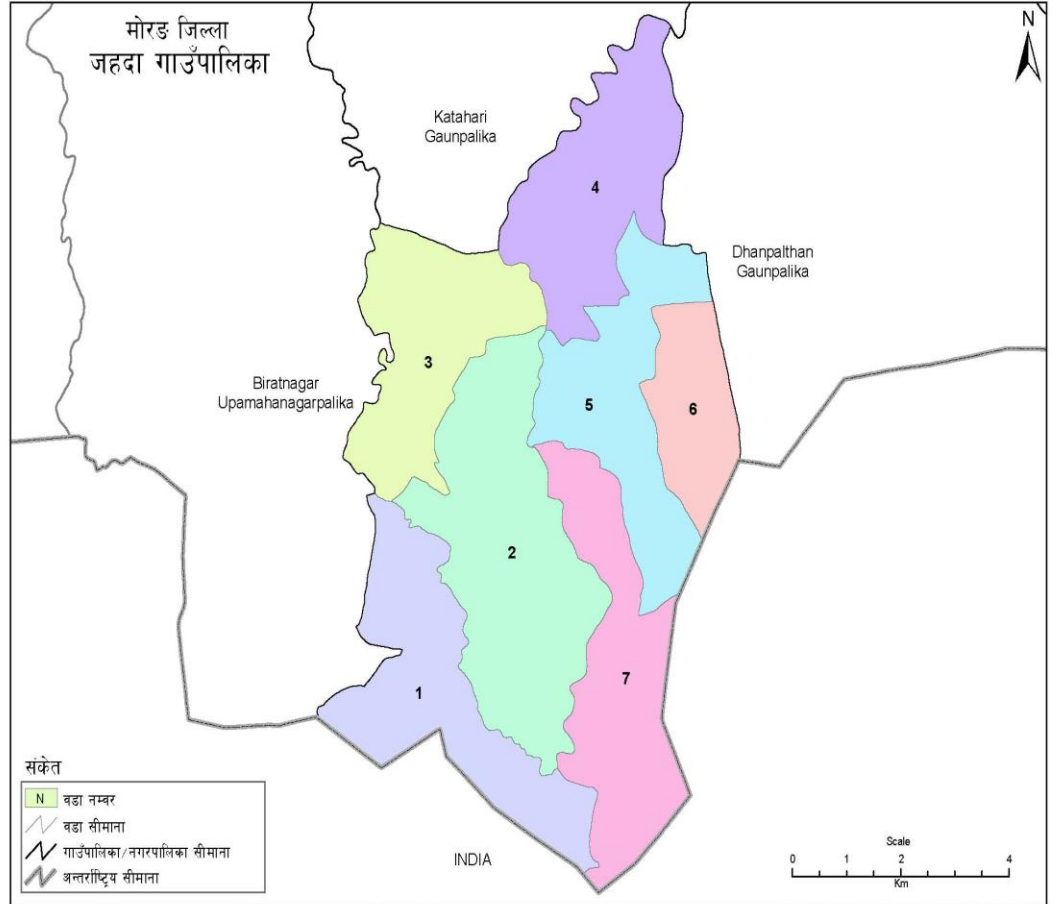 मोरङ जिल्ला
जहदा गाउँपालिका
N
Katahari
Gaunpalika
4
Dhanpalthan
Gaunpalika
3
Biratnagar
Upamahanagarpalika
5
6
2
1
7
संकेत
N वडा नम्बर
वडा सीमाना
गाउँपालिका/नगरपालिका सीमाना
अन्तर्राष्ट्रिय सीमाना
INDIA
Scale
0 1 2 4
Km